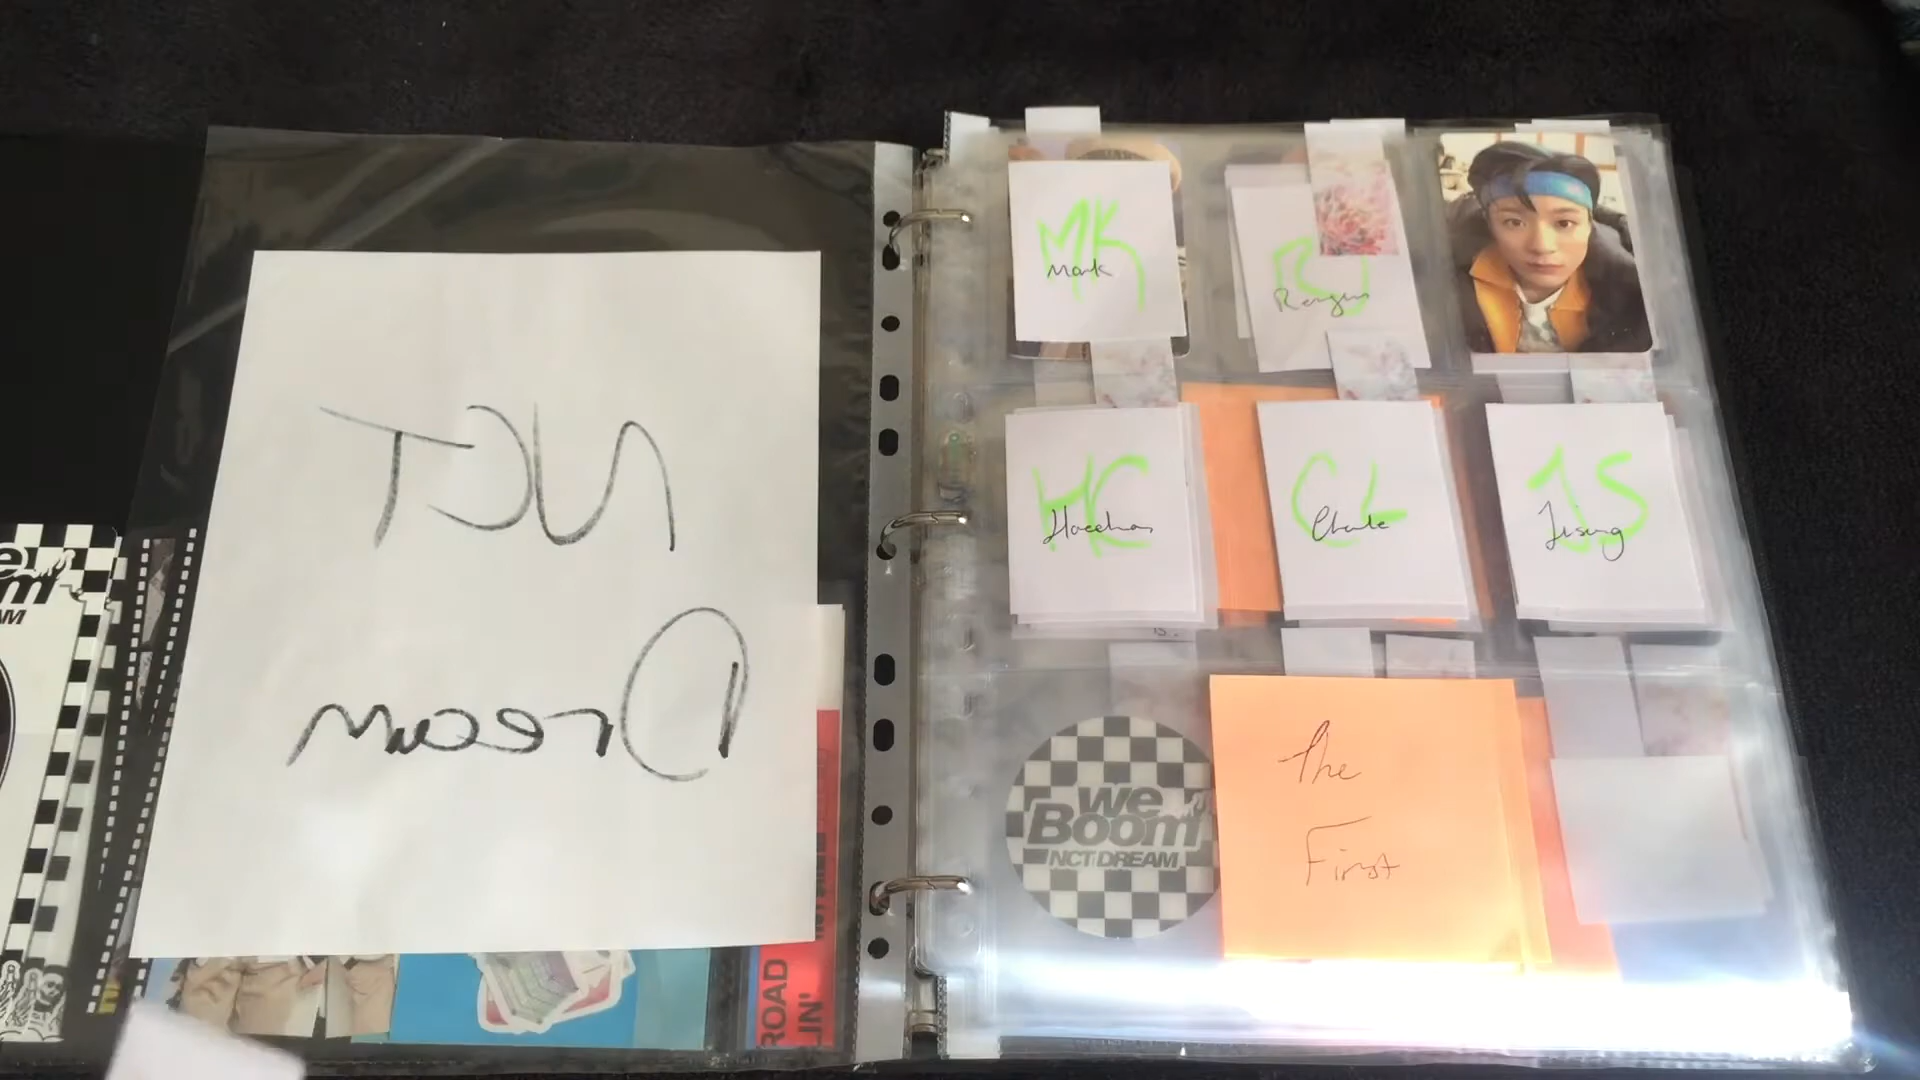 NCT
Dream
ROAD
IN'
MK
Mark
RJ
Renjun
HC
Haechan
CL
Chenle
JS
Jisung
we
Boom
NCT DREAM
The
First